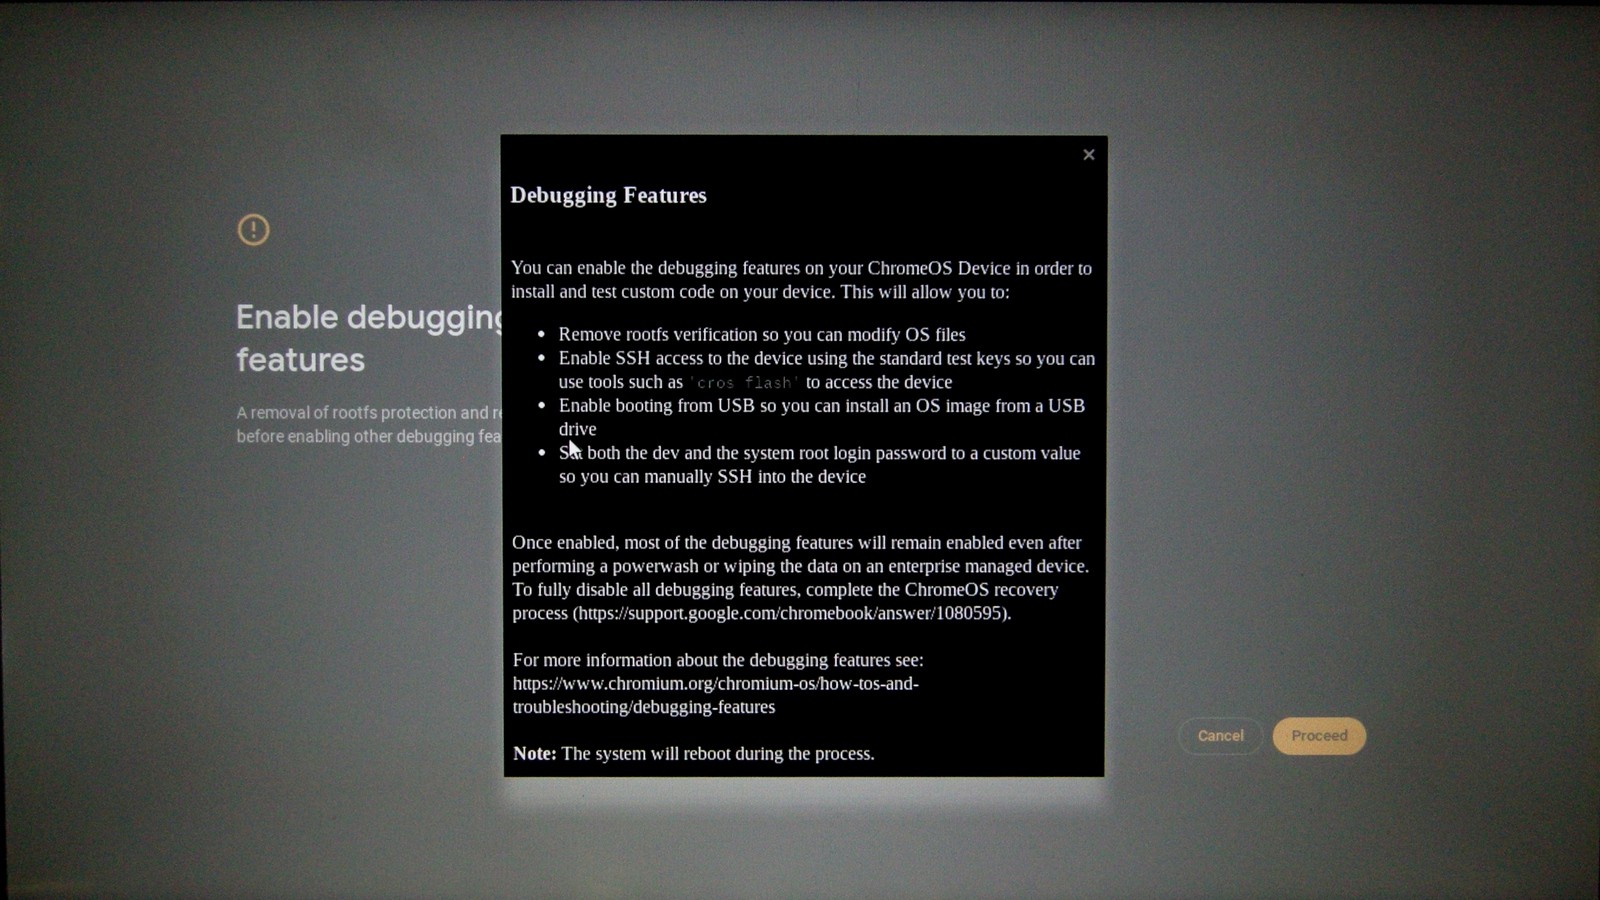 Debugging Features
You can enable the debugging features on your ChromeOS Device in order to
install and test custom code on your device. This will allow you to:
• Remove rootfs verification so you can modify OS files
• Enable SSH access to the device using the standard test keys so you can
use tools such as 'cros flash' to access the device
• Enable booting from USB so you can install an OS image from a USB
drive
• Set both the dev and the system root login password to a custom value
so you can manually SSH into the device
Once enabled, most of the debugging features will remain enabled even after
performing a powerwash or wiping the data on an enterprise managed device.
To fully disable all debugging features, complete the ChromeOS recovery
process (https://support.google.com/chromebook/answer/1080595).
For more information about the debugging features see:
https://www.chromium.org/chromium-os/how-tos-and-
troubleshooting/debugging-features
Note: The system will reboot during the process.
Enable debugging
features
A removal of rootfs protection and
before enabling other debugging
Cancel
Proceed